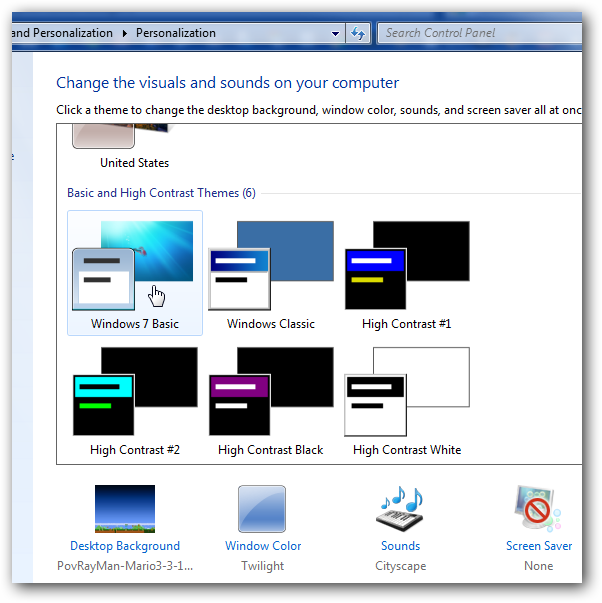 and Personalization ▸ Personalization
Search Control Panel
Change the visuals and sounds on your computer
Click a theme to change the desktop background, window color, sounds, and screen saver all at onc
United States
Basic and High Contrast Themes (6)
Windows 7 Basic
Windows Classic
High Contrast #1
High Contrast #2
High Contrast Black
High Contrast White
Desktop Background
Window Color
Sounds
Screen Saver
PovRayMan-Mario3-3-1...
Twilight
Cityscape
None